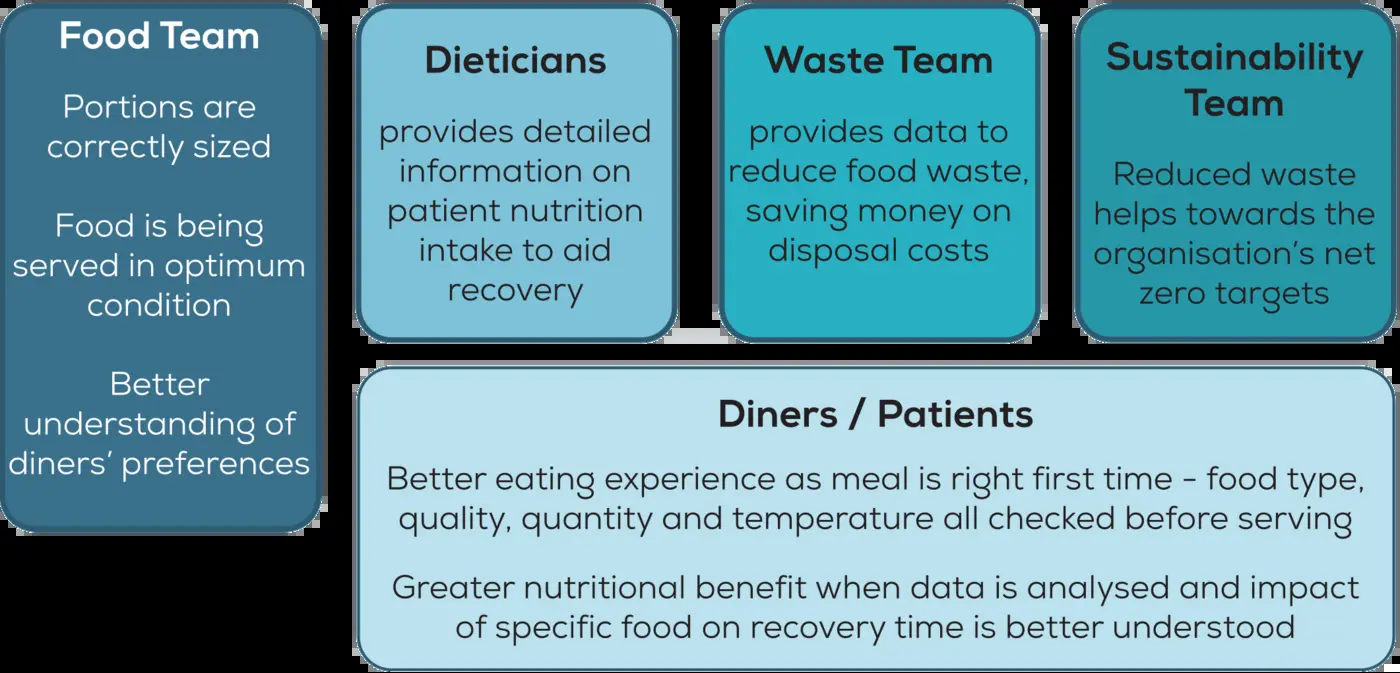 Food Team
Portions are
correctly sized
Food is being
served in optimum
condition
Better
understanding of
diners’ preferences
Dieticians
provides detailed
information on
patient nutrition
intake to aid
recovery
Waste Team
provides data to
reduce food waste,
saving money on
disposal costs
Sustainability
Team
Reduced waste
helps towards the
organisation’s net
zero targets
Diners / Patients
Better eating experience as meal is right first time - food type,
quality, quantity and temperature all checked before serving
Greater nutritional benefit when data is analysed and impact
of specific food on recovery time is better understood